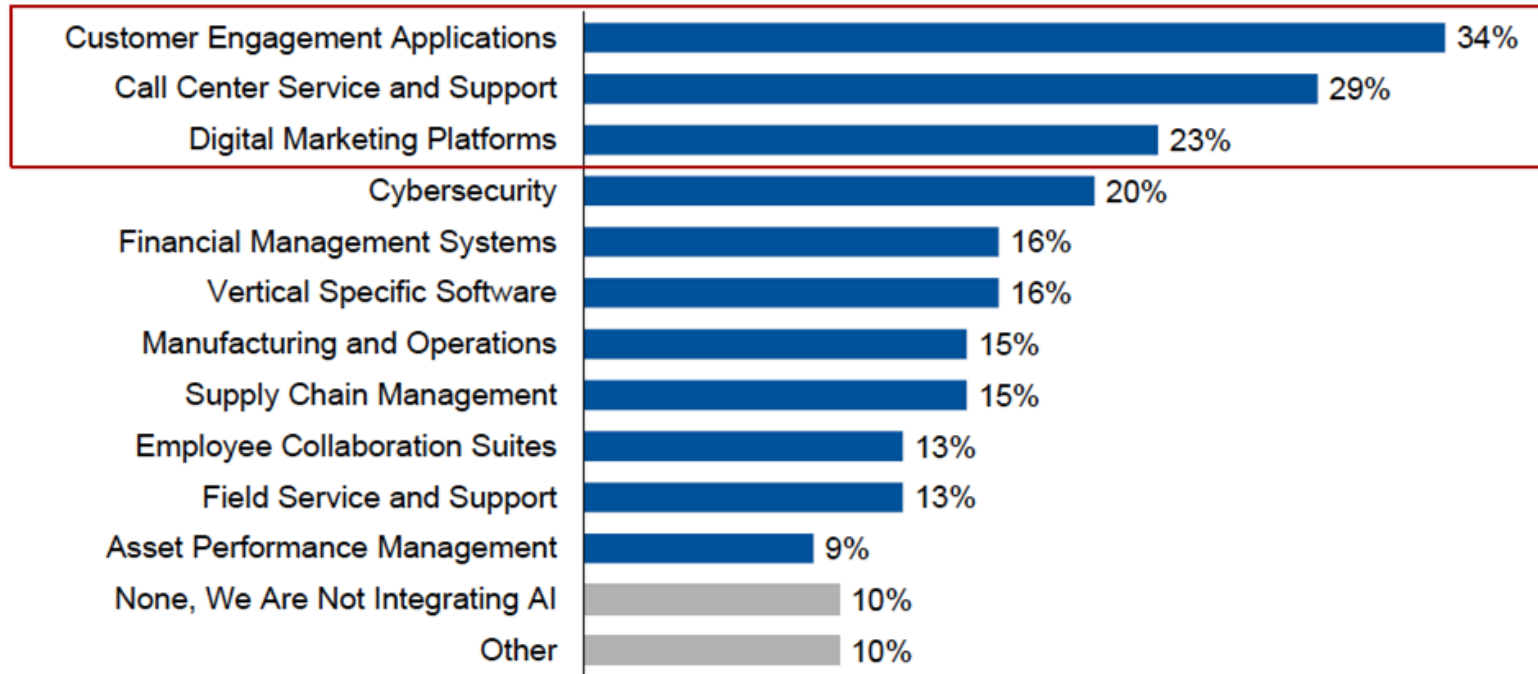 Customer Engagement Applications 34%
Call Center Service and Support 29%
Digital Marketing Platforms 23%
Cybersecurity 20%
Financial Management Systems 16%
Vertical Specific Software 16%
Manufacturing and Operations 15%
Supply Chain Management 15%
Employee Collaboration Suites 13%
Field Service and Support 13%
Asset Performance Management 9%
None, We Are Not Integrating AI 10%
Other 10%